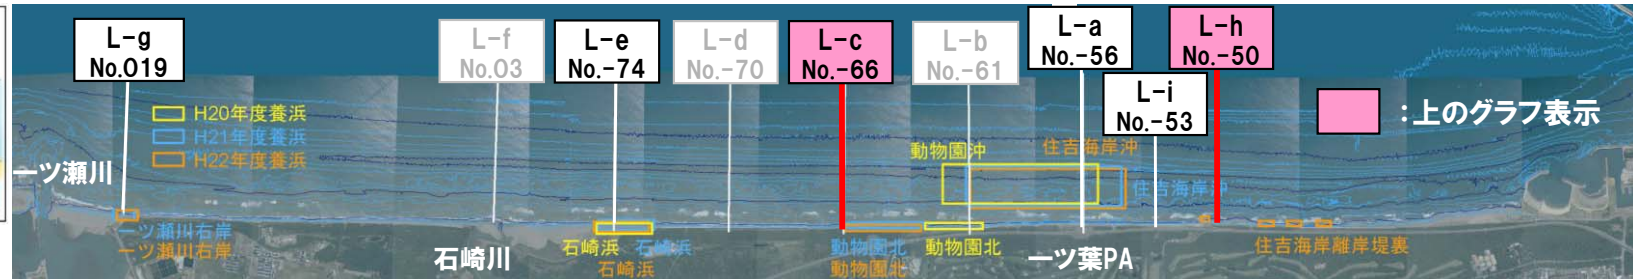 L-g
No.019
L-f
No.03
L-e
No.-74
L-d
No.-70
L-c
No.-66
L-b
No.-61
L-a
No.-56
L-h
No.-50
L-i
No.-53
:上のグラフ表示
H20年度養浜
H21年度養浜
H22年度養浜
一ツ瀬川
動物園沖
住吉海岸沖
住吉海岸沖
一ツ瀬川右岸
一ツ瀬川右岸
石崎川
石崎浜
石崎浜
石崎浜
動物園北
動物園北
動物園北
一ツ葉PA
住吉海岸離岸堤裏